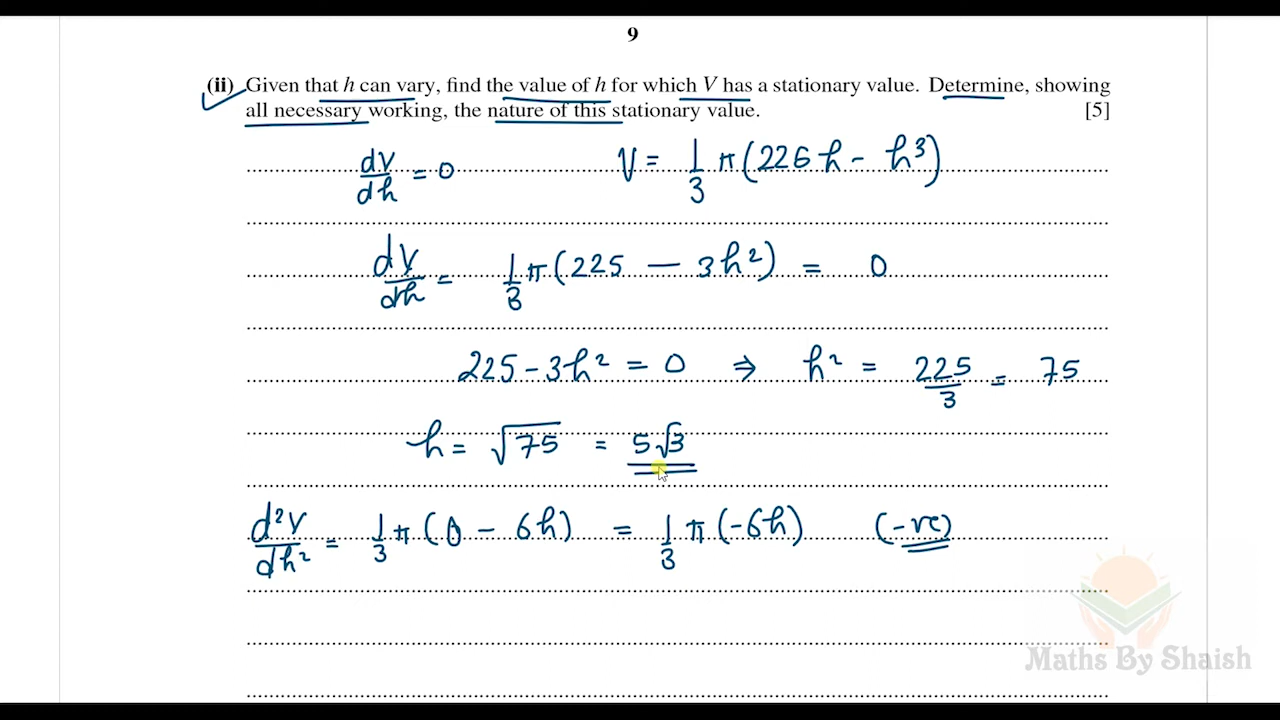 9
(ii) Given that h can vary, find the value of h for which V has a stationary value. Determine, showing
all necessary working, the nature of this stationary value. [5]
dV/dh = 0 V = 1/3 π(225h - h³)
dV/dh = 1/3 π(225 - 3h²) = 0
225 - 3h² = 0 ⇒ h² = 225/3 = 75
h = √75 = 5√3
d²V/dh² = 1/3 π(0 - 6h) = 1/3 π(-6h) (-ve)
Maths By Shaish